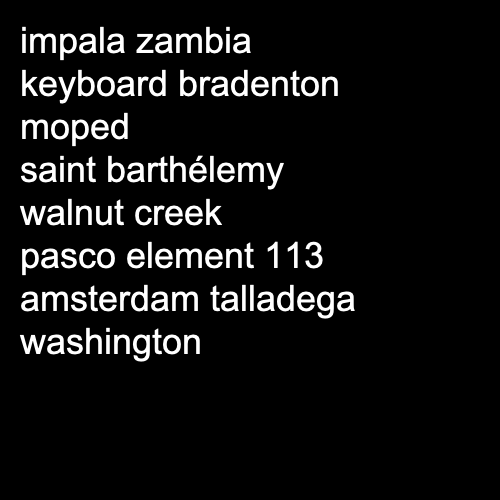 impala zambia
keyboard bradenton
moped
saint barthélemy
walnut creek
pasco element 113
amsterdam talladega
washington